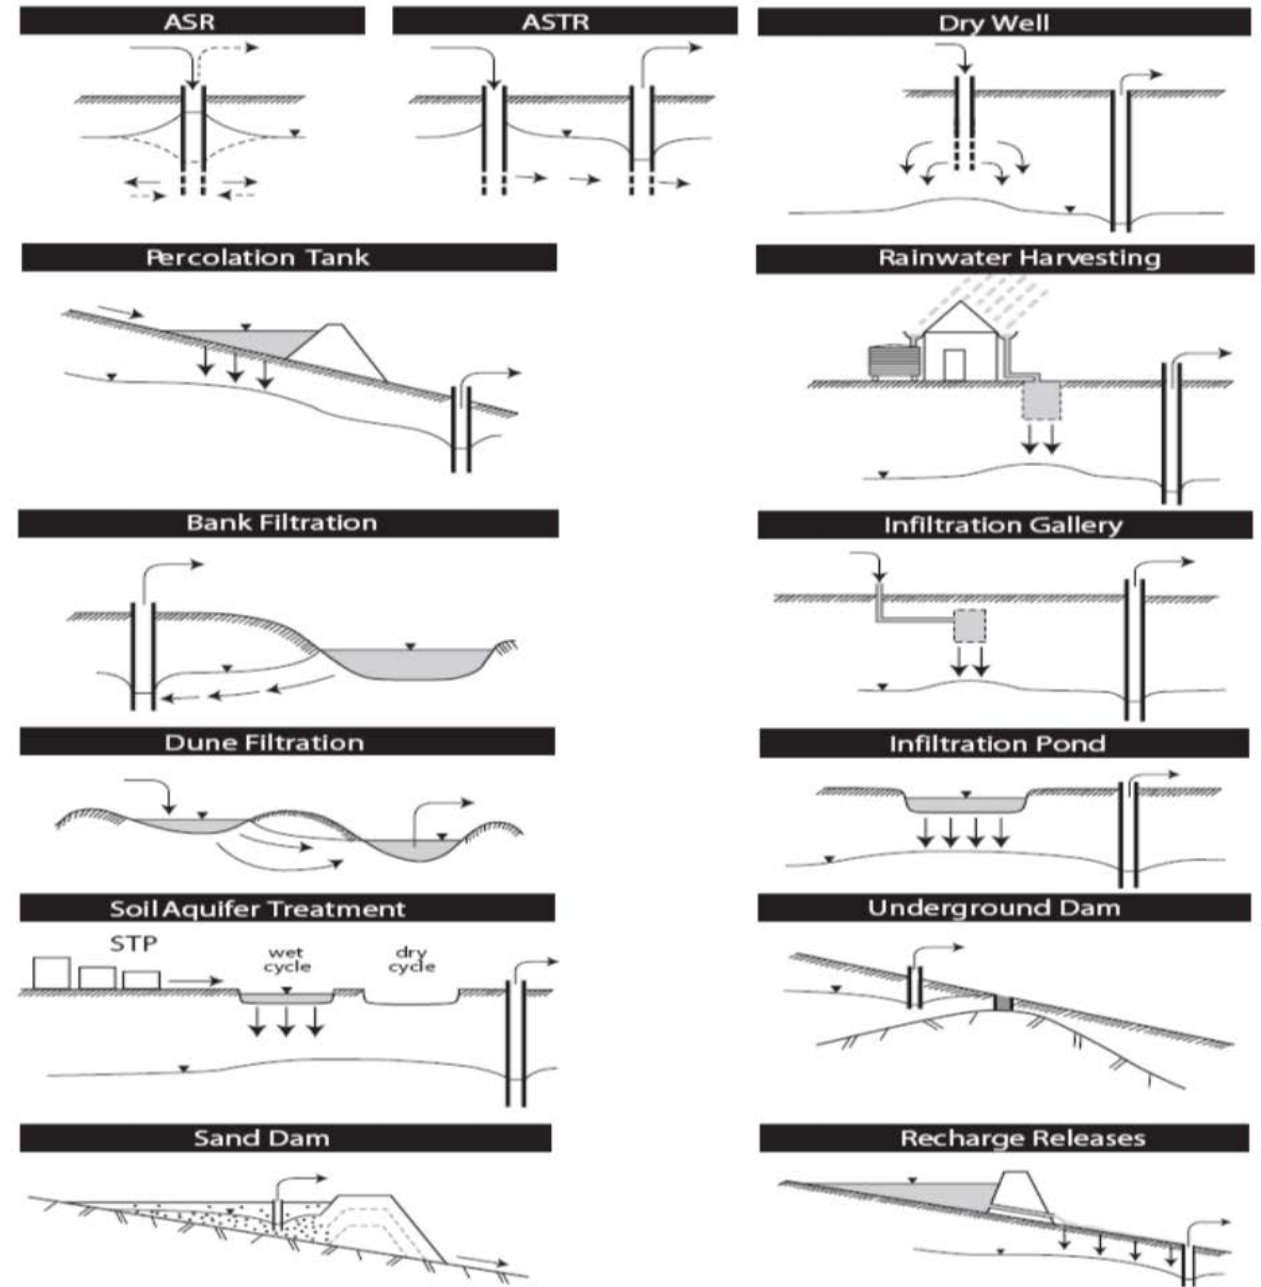 ASR
ASTR
Dry Well
Percolation Tank
Rainwater Harvesting
Bank Filtration
Infiltration Gallery
Dune Filtration
Infiltration Pond
Soil Aquifer Treatment
STP
wet
cycle
dry
cycle
Underground Dam
Sand Dam
Recharge Releases